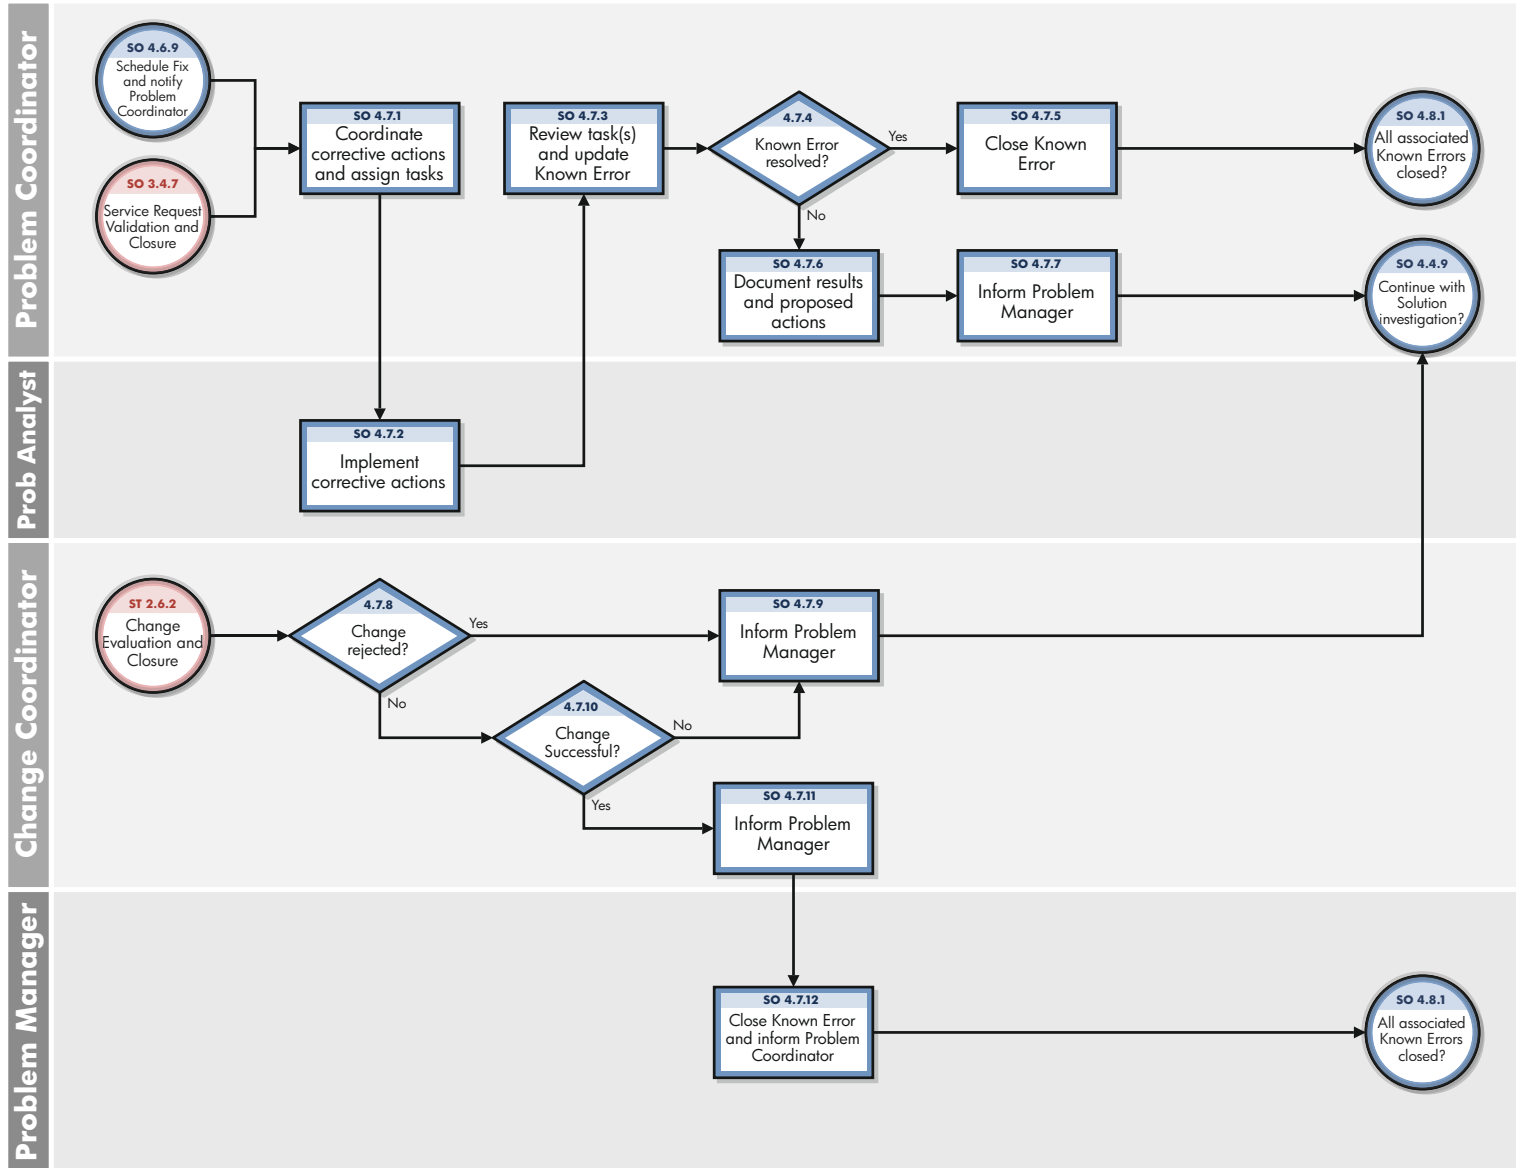 Problem Coordinator
SO 4.6.9
Schedule Fix
and notify
Problem
Coordinator
SO 3.4.7
Service Request
Validation and
Closure
SO 4.7.1
Coordinate
corrective actions
and assign tasks
SO 4.7.3
Review task(s)
and update
Known Error
4.7.4
Known Error
resolved?
Yes
No
SO 4.7.5
Close Known
Error
SO 4.8.1
All associated
Known Errors
closed?
SO 4.7.6
Document results
and proposed
actions
SO 4.7.7
Inform Problem
Manager
SO 4.4.9
Continue with
Solution
investigation?
Prob Analyst
SO 4.7.2
Implement
corrective actions
Change Coordinator
ST 2.6.2
Change
Evaluation and
Closure
4.7.8
Change
rejected?
Yes
No
SO 4.7.9
Inform Problem
Manager
4.7.10
Change
Successful?
No
Yes
SO 4.7.11
Inform Problem
Manager
Problem Manager
SO 4.7.12
Close Known Error
and inform Problem
Coordinator
SO 4.8.1
All associated
Known Errors
closed?